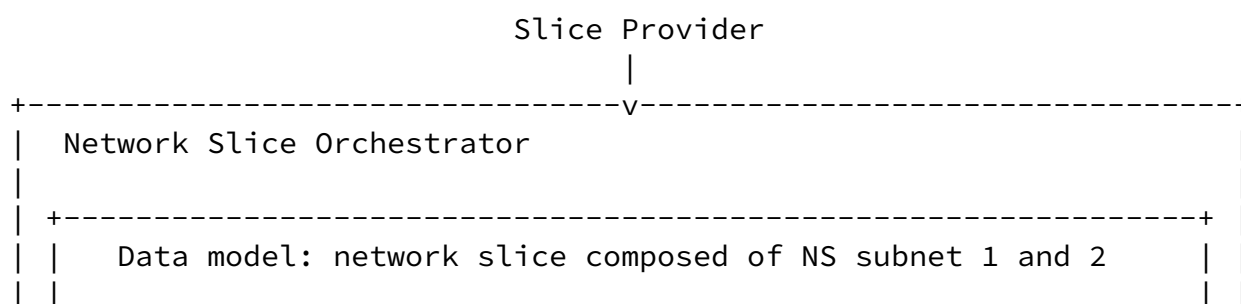 Slice Provider
|
+---------------------------------v---------------------------------
| Network Slice Orchestrator |
| |
| +---------------------------------------------------------------+ |
| | Data model: network slice composed of NS subnet 1 and 2 | |
| | | |